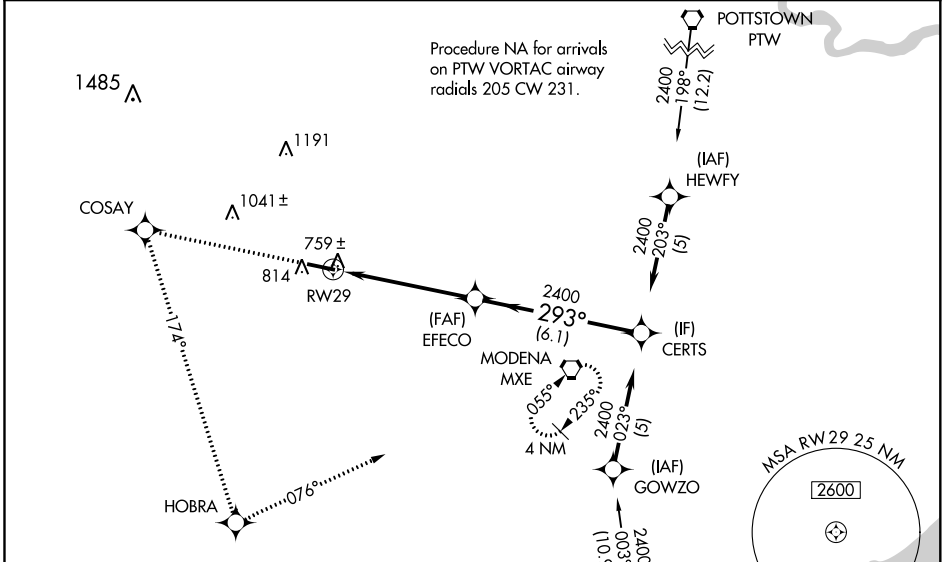 POTTSTOWN
PTW
Procedure NA for arrivals
on PTW VORTAC airway
radials 205 CW 231.
2400
198°
(12.2)
1485
1191
(IAF)
HEWFY
1041±
COSAY
2400
203°
(5)
759±
814
RW29
2400
293°
(6.1)
(FAF)
EFECO
(IF)
CERTS
174°
MODENA
MXE
055°
235°
4 NM
2400
023°
(5)
MSA RW29 25 NM
2600
(IAF)
GOWZO
HOBRA
076°
2400
003°